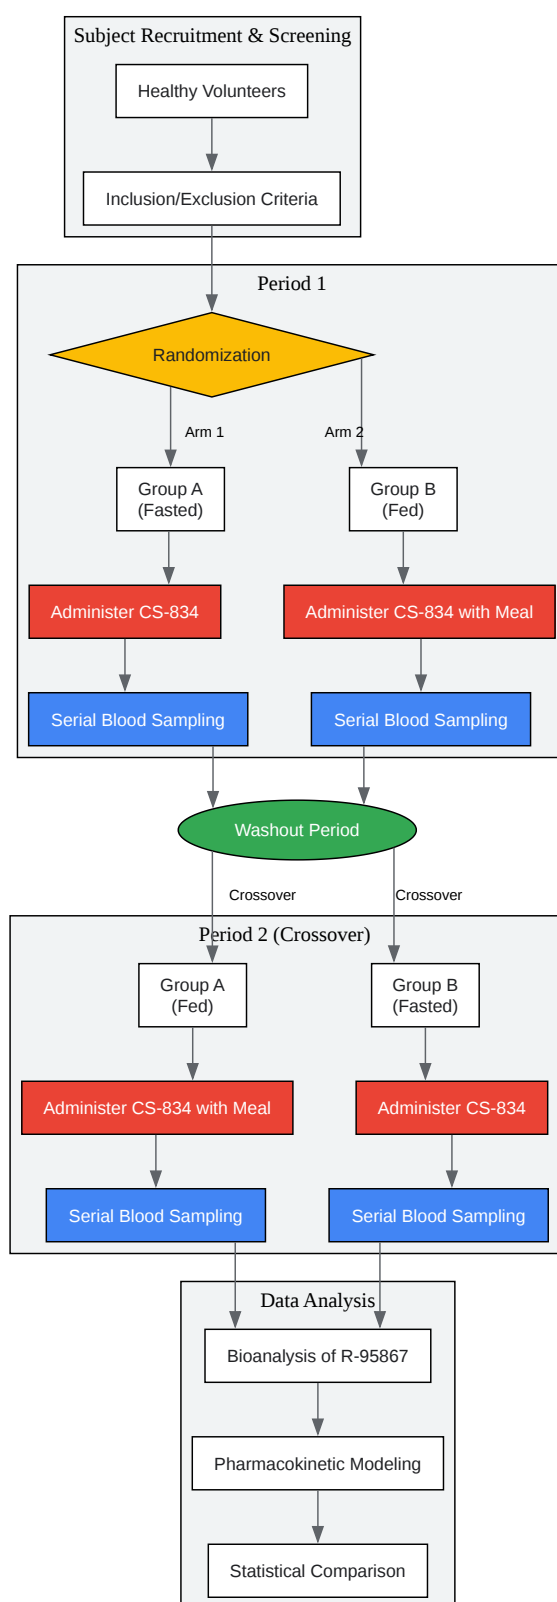 Subject Recruitment & Screening
Healthy Volunteers
Inclusion/Exclusion Criteria
Period 1
Randomization
Arm 1
Arm 2
Group A
(Fasted)
Group B
(Fed)
Administer CS-834
Administer CS-834 with Meal
Serial Blood Sampling
Serial Blood Sampling
Washout Period
Crossover
Crossover
Period 2 (Crossover)
Group A
(Fed)
Group B
(Fasted)
Administer CS-834 with Meal
Administer CS-834
Serial Blood Sampling
Serial Blood Sampling
Data Analysis
Bioanalysis of R-95867
Pharmacokinetic Modeling
Statistical Comparison